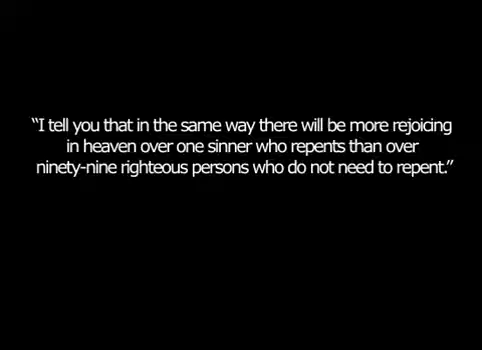 “I tell you that in the same way there will be more rejoicing
in heaven over one sinner who repents than over
ninety-nine righteous persons who do not need to repent.”